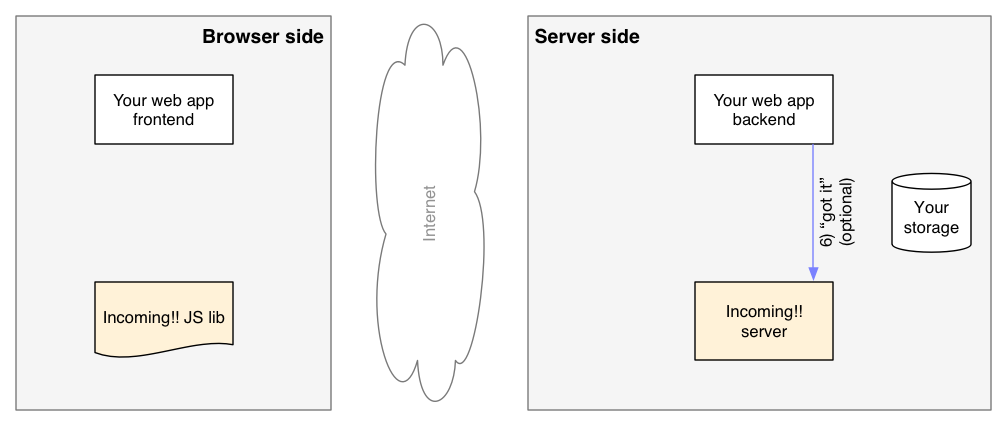 Browser side
Your web app
frontend
Incoming!! JS lib
Internet
Server side
Your web app
backend
6) “got it”
(optional)
Your
storage
Incoming!!
server